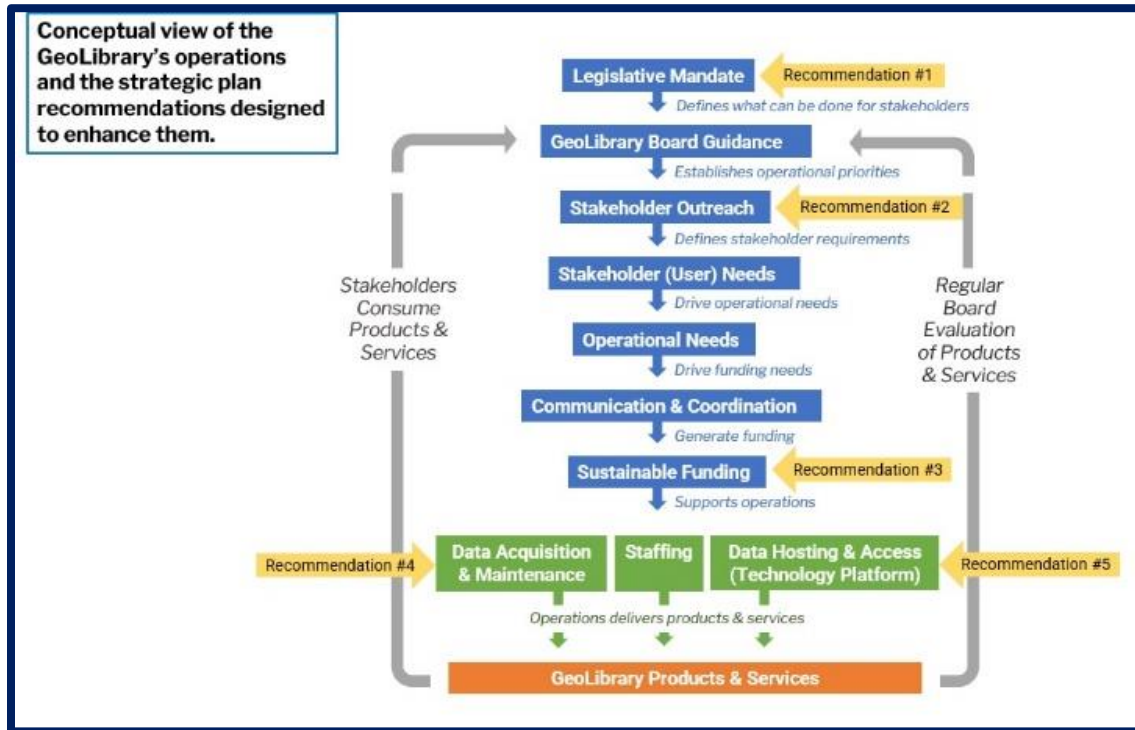 Conceptual view of the
GeoLibrary's operations
and the strategic plan
recommendations designed
to enhance them.
Legislative Mandate
Recommendation #1
Defines what can be done for stakeholders
GeoLibrary Board Guidance
Establishes operational priorities
Stakeholder Outreach
Recommendation #2
Defines stakeholder requirements
Stakeholder (User) Needs
Drive operational needs
Stakeholders
Consume
Products &
Services
Regular
Board
Evaluation
of Products
& Services
Operational Needs
Drive funding needs
Communication & Coordination
Generate funding
Sustainable Funding
Recommendation #3
Supports operations
Recommendation #4
Data Acquisition
& Maintenance
Staffing
Data Hosting & Access
(Technology Platform)
Recommendation #5
Operations delivers products & services
GeoLibrary Products & Services